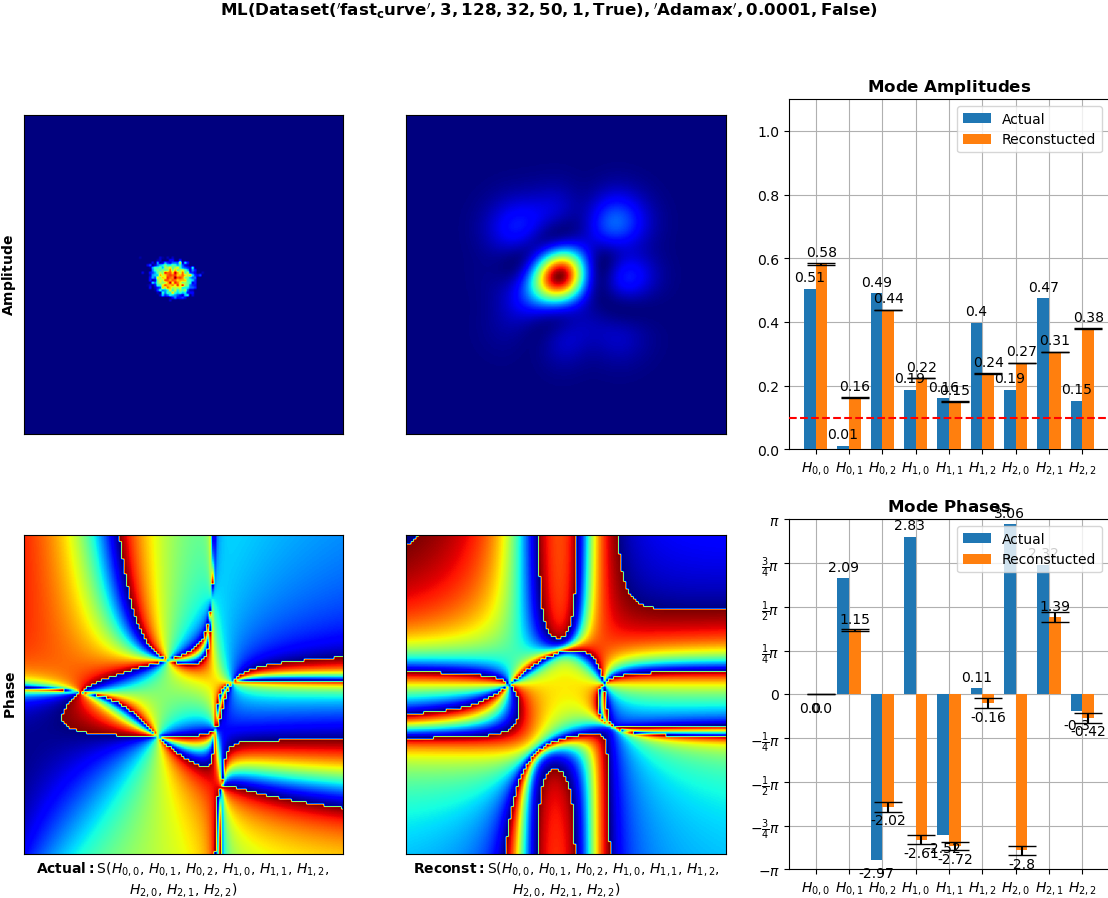 ML(Dataset('fast_curve', 3, 128, 32, 50, 1, True), 'Adamax', 0.0001, False)
Amplitude
Mode Amplitudes
Actual
Reconstucted
1.0
0.8
0.6
0.4
0.2
0.0
0.51
0.58
0.01
0.16
0.49
0.44
0.19
0.22
0.16
0.15
0.4
0.24
0.19
0.27
0.47
0.31
0.15
0.38
H0,0 H0,1 H0,2 H1,0 H1,1 H1,2 H2,0 H2,1 H2,2
Phase
Mode Phases
Actual
Reconstucted
π
3/4π
1/2π
1/4π
0
−1/4π
−1/2π
−3/4π
−π
0.0
0.0
2.09
1.15
-2.97
-2.02
2.83
-2.61
-2.52
-2.72
0.11
-0.16
3.06
-2.8
2.32
1.39
-0.3
-0.42
H0,0 H0,1 H0,2 H1,0 H1,1 H1,2 H2,0 H2,1 H2,2
Actual: S(H0,0, H0,1, H0,2, H1,0, H1,1, H1,2,
H2,0, H2,1, H2,2)
Reconst: S(H0,0, H0,1, H0,2, H1,0, H1,1, H1,2,
H2,0, H2,1, H2,2)